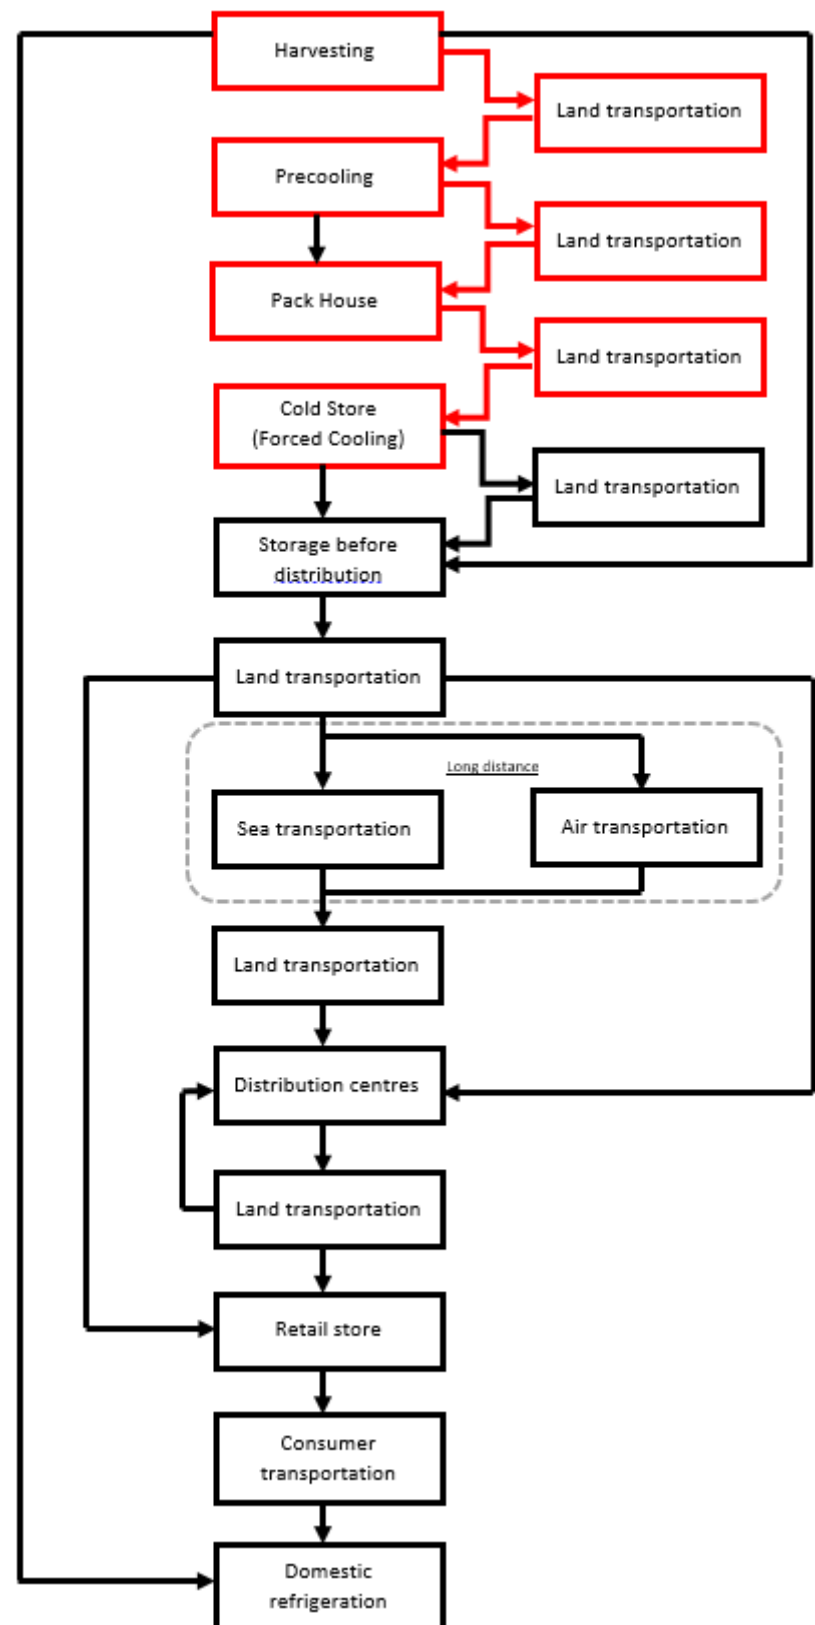 Harvesting
Land transportation
Precooling
Land transportation
Pack House
Land transportation
Cold Store
(Forced Cooling)
Land transportation
Storage before
distribution
Land transportation
Long distance
Sea transportation
Air transportation
Land transportation
Distribution centres
Land transportation
Retail store
Consumer
transportation
Domestic
refrigeration